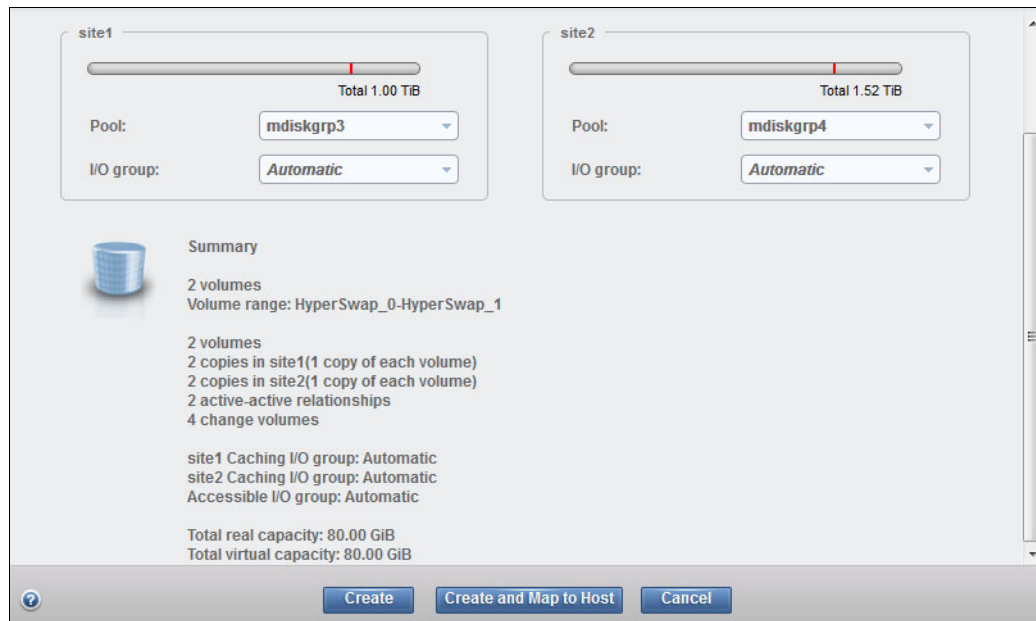 site1
Total 1.00 TiB
Pool:
mdiskgrp3
I/O group:
Automatic
site2
Total 1.52 TiB
Pool:
mdiskgrp4
I/O group:
Automatic
Summary
2 volumes
Volume range: HyperSwap_0-HyperSwap_1
2 volumes
2 copies in site1(1 copy of each volume)
2 copies in site2(1 copy of each volume)
2 active-active relationships
4 change volumes
site1 Caching I/O group: Automatic
site2 Caching I/O group: Automatic
Accessible I/O group: Automatic
Total real capacity: 80.00 GiB
Total virtual capacity: 80.00 GiB
?
Create
Create and Map to Host
Cancel